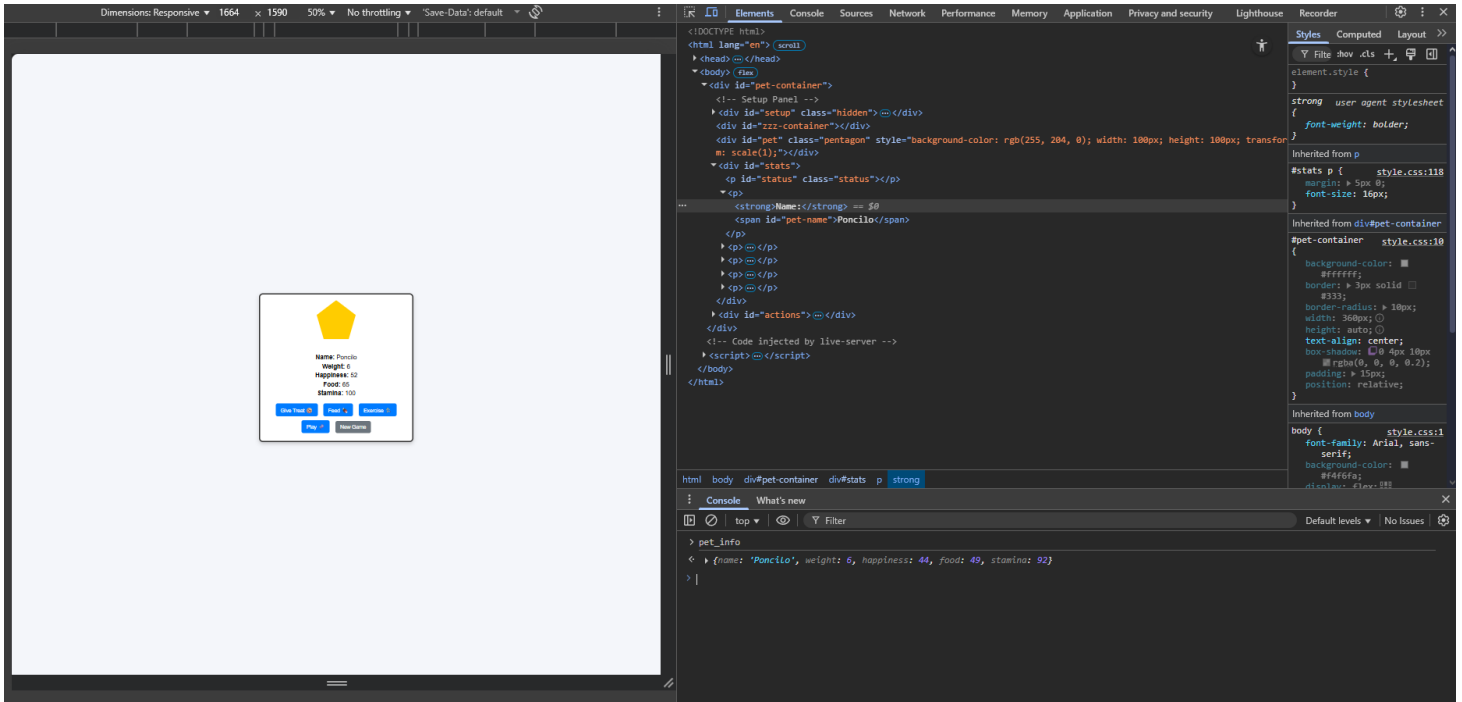 Dimensions: Responsive ▼ 1664 × 1590 50% ▼ No throttling ▼ 'Save-Data': default ▼
Name: Poncilo
Weight: 6
Happiness: 52
Food: 65
Stamina: 100
Give Treat Feed Exercise
Play New Game
Elements Console Sources Network Performance Memory Application Privacy and security Lighthouse Recorder
<!DOCTYPE html>
<html lang="en"> scroll
<head> ⋯ </head>
<body> flex
<div id="pet-container">
<!-- Setup Panel -->
<div id="setup" class="hidden"> ⋯ </div>
<div id="zzz-container"></div>
<div id="pet" class="pentagon" style="background-color: rgb(255, 204, 0); width: 100px; height: 100px; transfor
m: scale(1);"></div>
<div id="stats">
<p id="status" class="status"></p>
<p>
<strong>Name:</strong> == $0
<span id="pet-name">Poncilo</span>
</p>
<p> ⋯ </p>
<p> ⋯ </p>
<p> ⋯ </p>
<p> ⋯ </p>
</div>
<div id="actions"> ⋯ </div>
</div>
<!-- Code injected by live-server -->
<script> ⋯ </script>
</body>
</html>
html body div#pet-container div#stats p strong
Styles Computed Layout
Filte :hov .cls
element.style {
}
strong user agent stylesheet
{
font-weight: bolder;
}
Inherited from p
#stats p { style.css:118
margin: ▶ 5px 0;
font-size: 16px;
}
Inherited from div#pet-container
#pet-container style.css:10
{
background-color:
#ffffff;
border: ▶ 3px solid
#333;
border-radius: ▶ 10px;
width: 360px;
height: auto;
text-align: center;
box-shadow: 0 4px 10px
rgba(0, 0, 0, 0.2);
padding: ▶ 15px;
position: relative;
}
Inherited from body
body { style.css:1
font-family: Arial, sans-
serif;
background-color:
#f4f6fa;
display: flex;
Console What's new
top ▼ Filter Default levels ▼ No Issues
> pet_info
{name: 'Poncilo', weight: 6, happiness: 44, food: 49, stamina: 92}
>